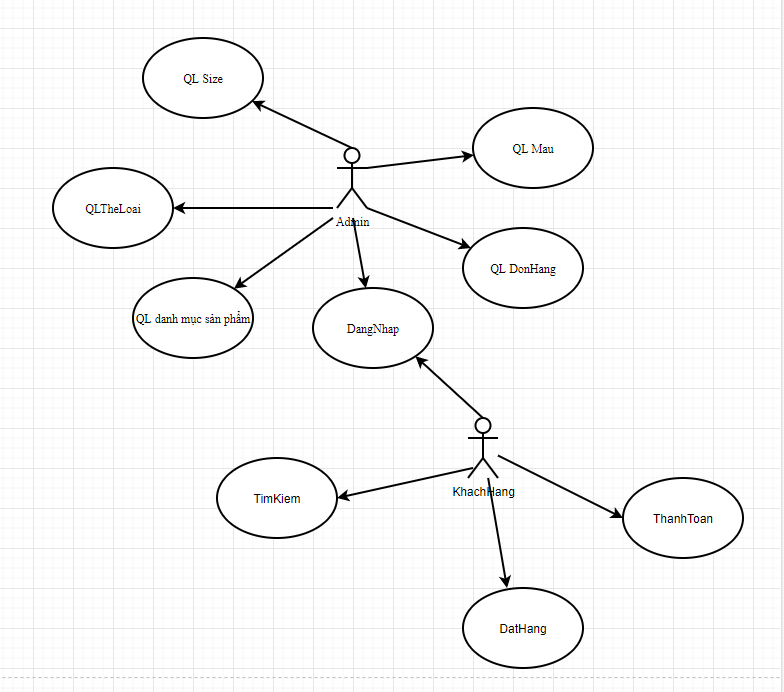 QL Size
QL Mau
QLTheLoai
Admin
QL DonHang
QL danh mục sản phẩm
DangNhap
KhachHang
TimKiem
ThanhToan
DatHang